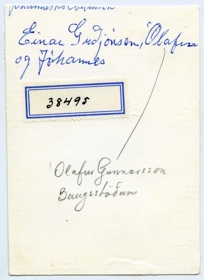 Einar Guðjónsson, Ólafur
og Jóhannes
38495
Ólafur Gunnarsson
Baugsstöðum